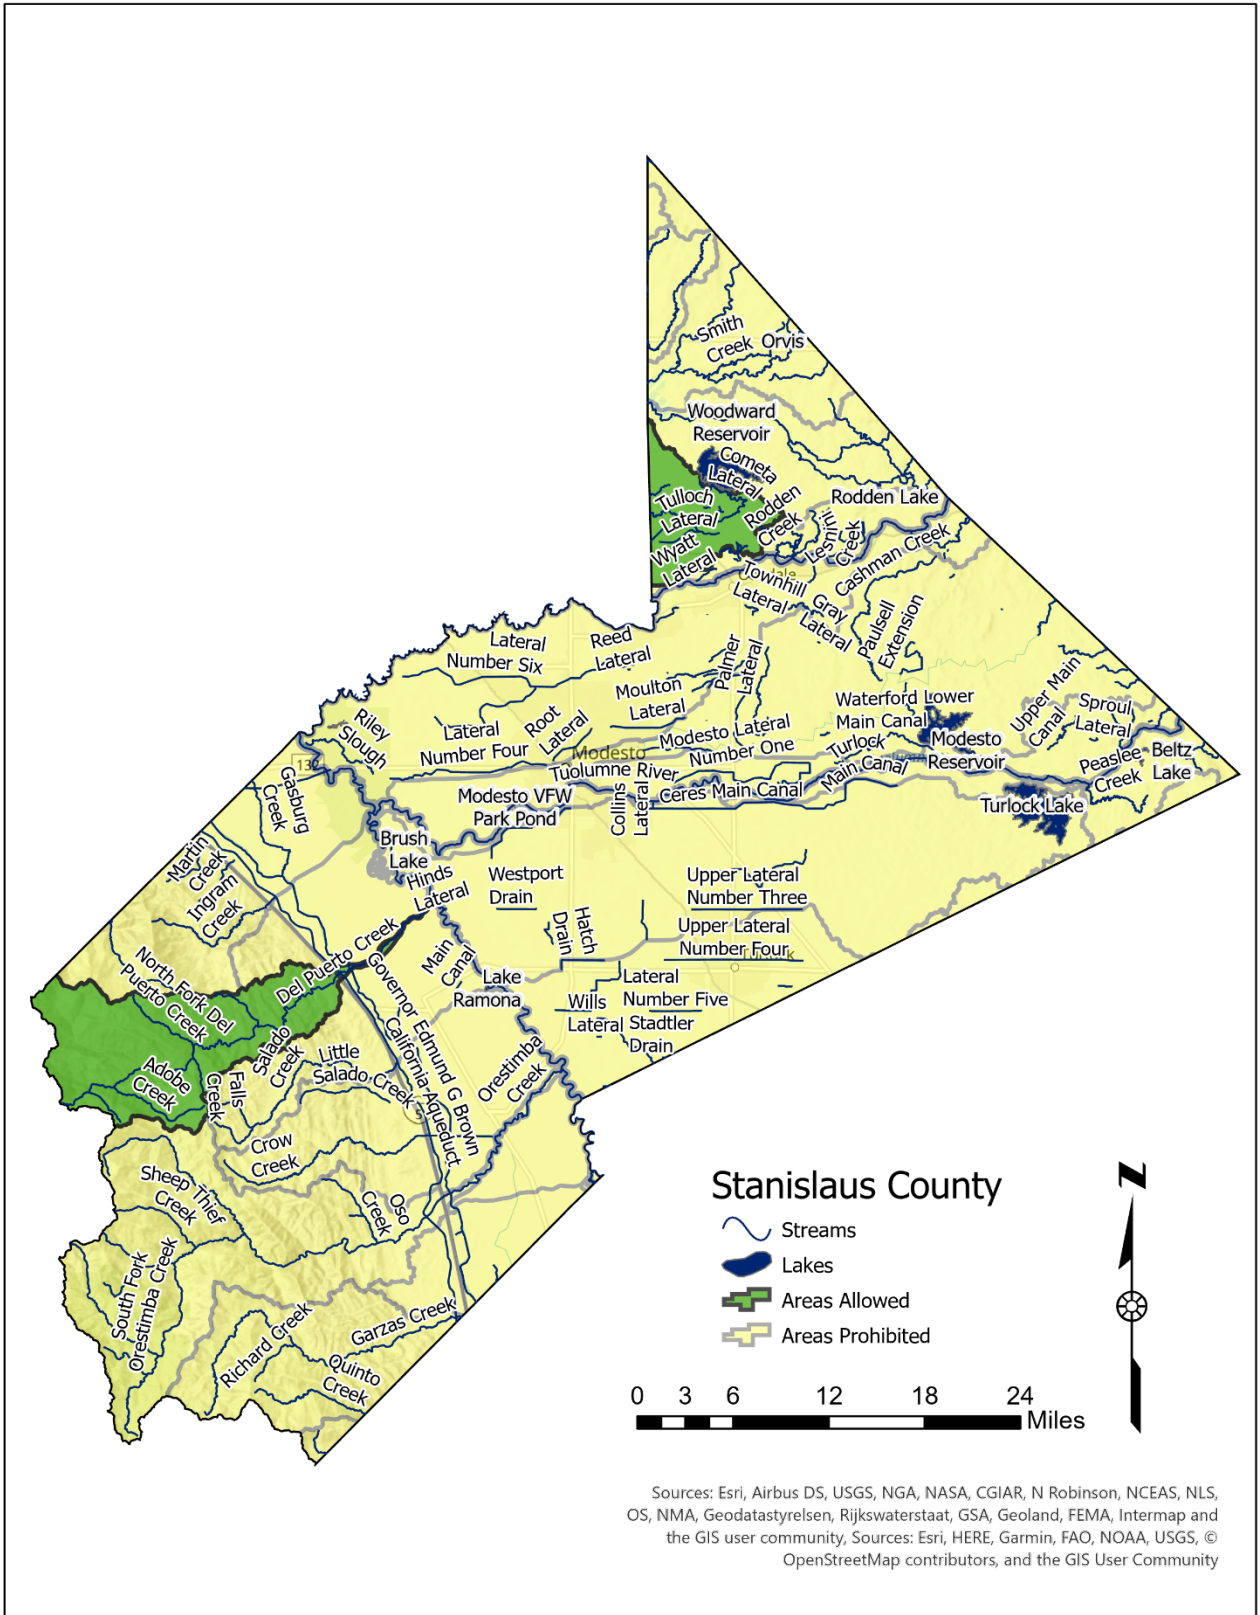 Smith
Creek
Orvis
Woodward
Reservoir
Cometa
Lateral
Tulloch
Lateral
Rodden
Creek
Rodden Lake
Wyatt
Lateral
Lesnini
Creek
Cashman Creek
Townhill
Lateral
Gray
Lateral
Paulsell
Extension
Lateral
Number Six
Reed
Lateral
Palmer
Lateral
Moulton
Lateral
Riley
Slough
Lateral
Number Four
Root
Lateral
Modesto
Modesto Lateral
Number One
Waterford Lower
Main Canal
Modesto
Reservoir
Upper Main
Canal
Sproul
Lateral
Peaslee
Creek
Beltz
Lake
Turlock
Main Canal
Turlock Lake
132
Gasburg
Creek
Tuolumne River
Modesto VFW
Park Pond
Collins
Lateral
Ceres Main Canal
Brush
Lake
Hinds
Lateral
Westport
Drain
Hatch
Drain
Upper Lateral
Number Three
Upper Lateral
Number Four
Martin
Creek
Ingram
Creek
North Fork Del
Puerto Creek
Del Puerto Creek
Main
Canal
Lake
Ramona
Lateral
Number Five
Wills
Lateral
Stadtler
Drain
Governor Edmund G Brown
California Aqueduct
Orestimba
Creek
Adobe
Creek
Falls
Creek
Salado
Creek
Little
Salado Creek
Crow
Creek
Oso
Creek
Sheep Thief
Creek
South Fork
Orestimba Creek
Richard Creek
Garzas Creek
Quinto
Creek
Stanislaus County
Streams
Lakes
Areas Allowed
Areas Prohibited
0 3 6 12 18 24
Miles
N
Sources: Esri, Airbus DS, USGS, NGA, NASA, CGIAR, N Robinson, NCEAS, NLS,
OS, NMA, Geodatastyrelsen, Rijkswaterstaat, GSA, Geoland, FEMA, Intermap and
the GIS user community, Sources: Esri, HERE, Garmin, FAO, NOAA, USGS, ©
OpenStreetMap contributors, and the GIS User Community